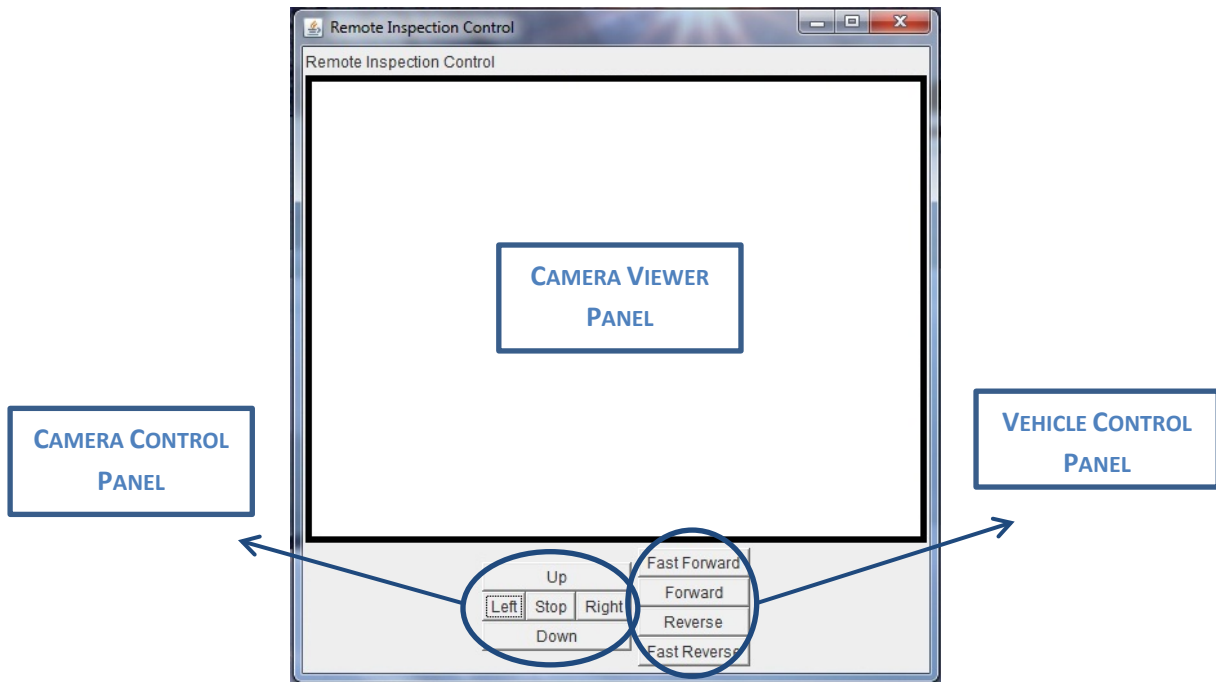 Remote Inspection Control
Remote Inspection Control
CAMERA VIEWER
PANEL
CAMERA CONTROL
PANEL
VEHICLE CONTROL
PANEL
Up
Left Stop Right
Down
Fast Forward
Forward
Reverse
Fast Reverse